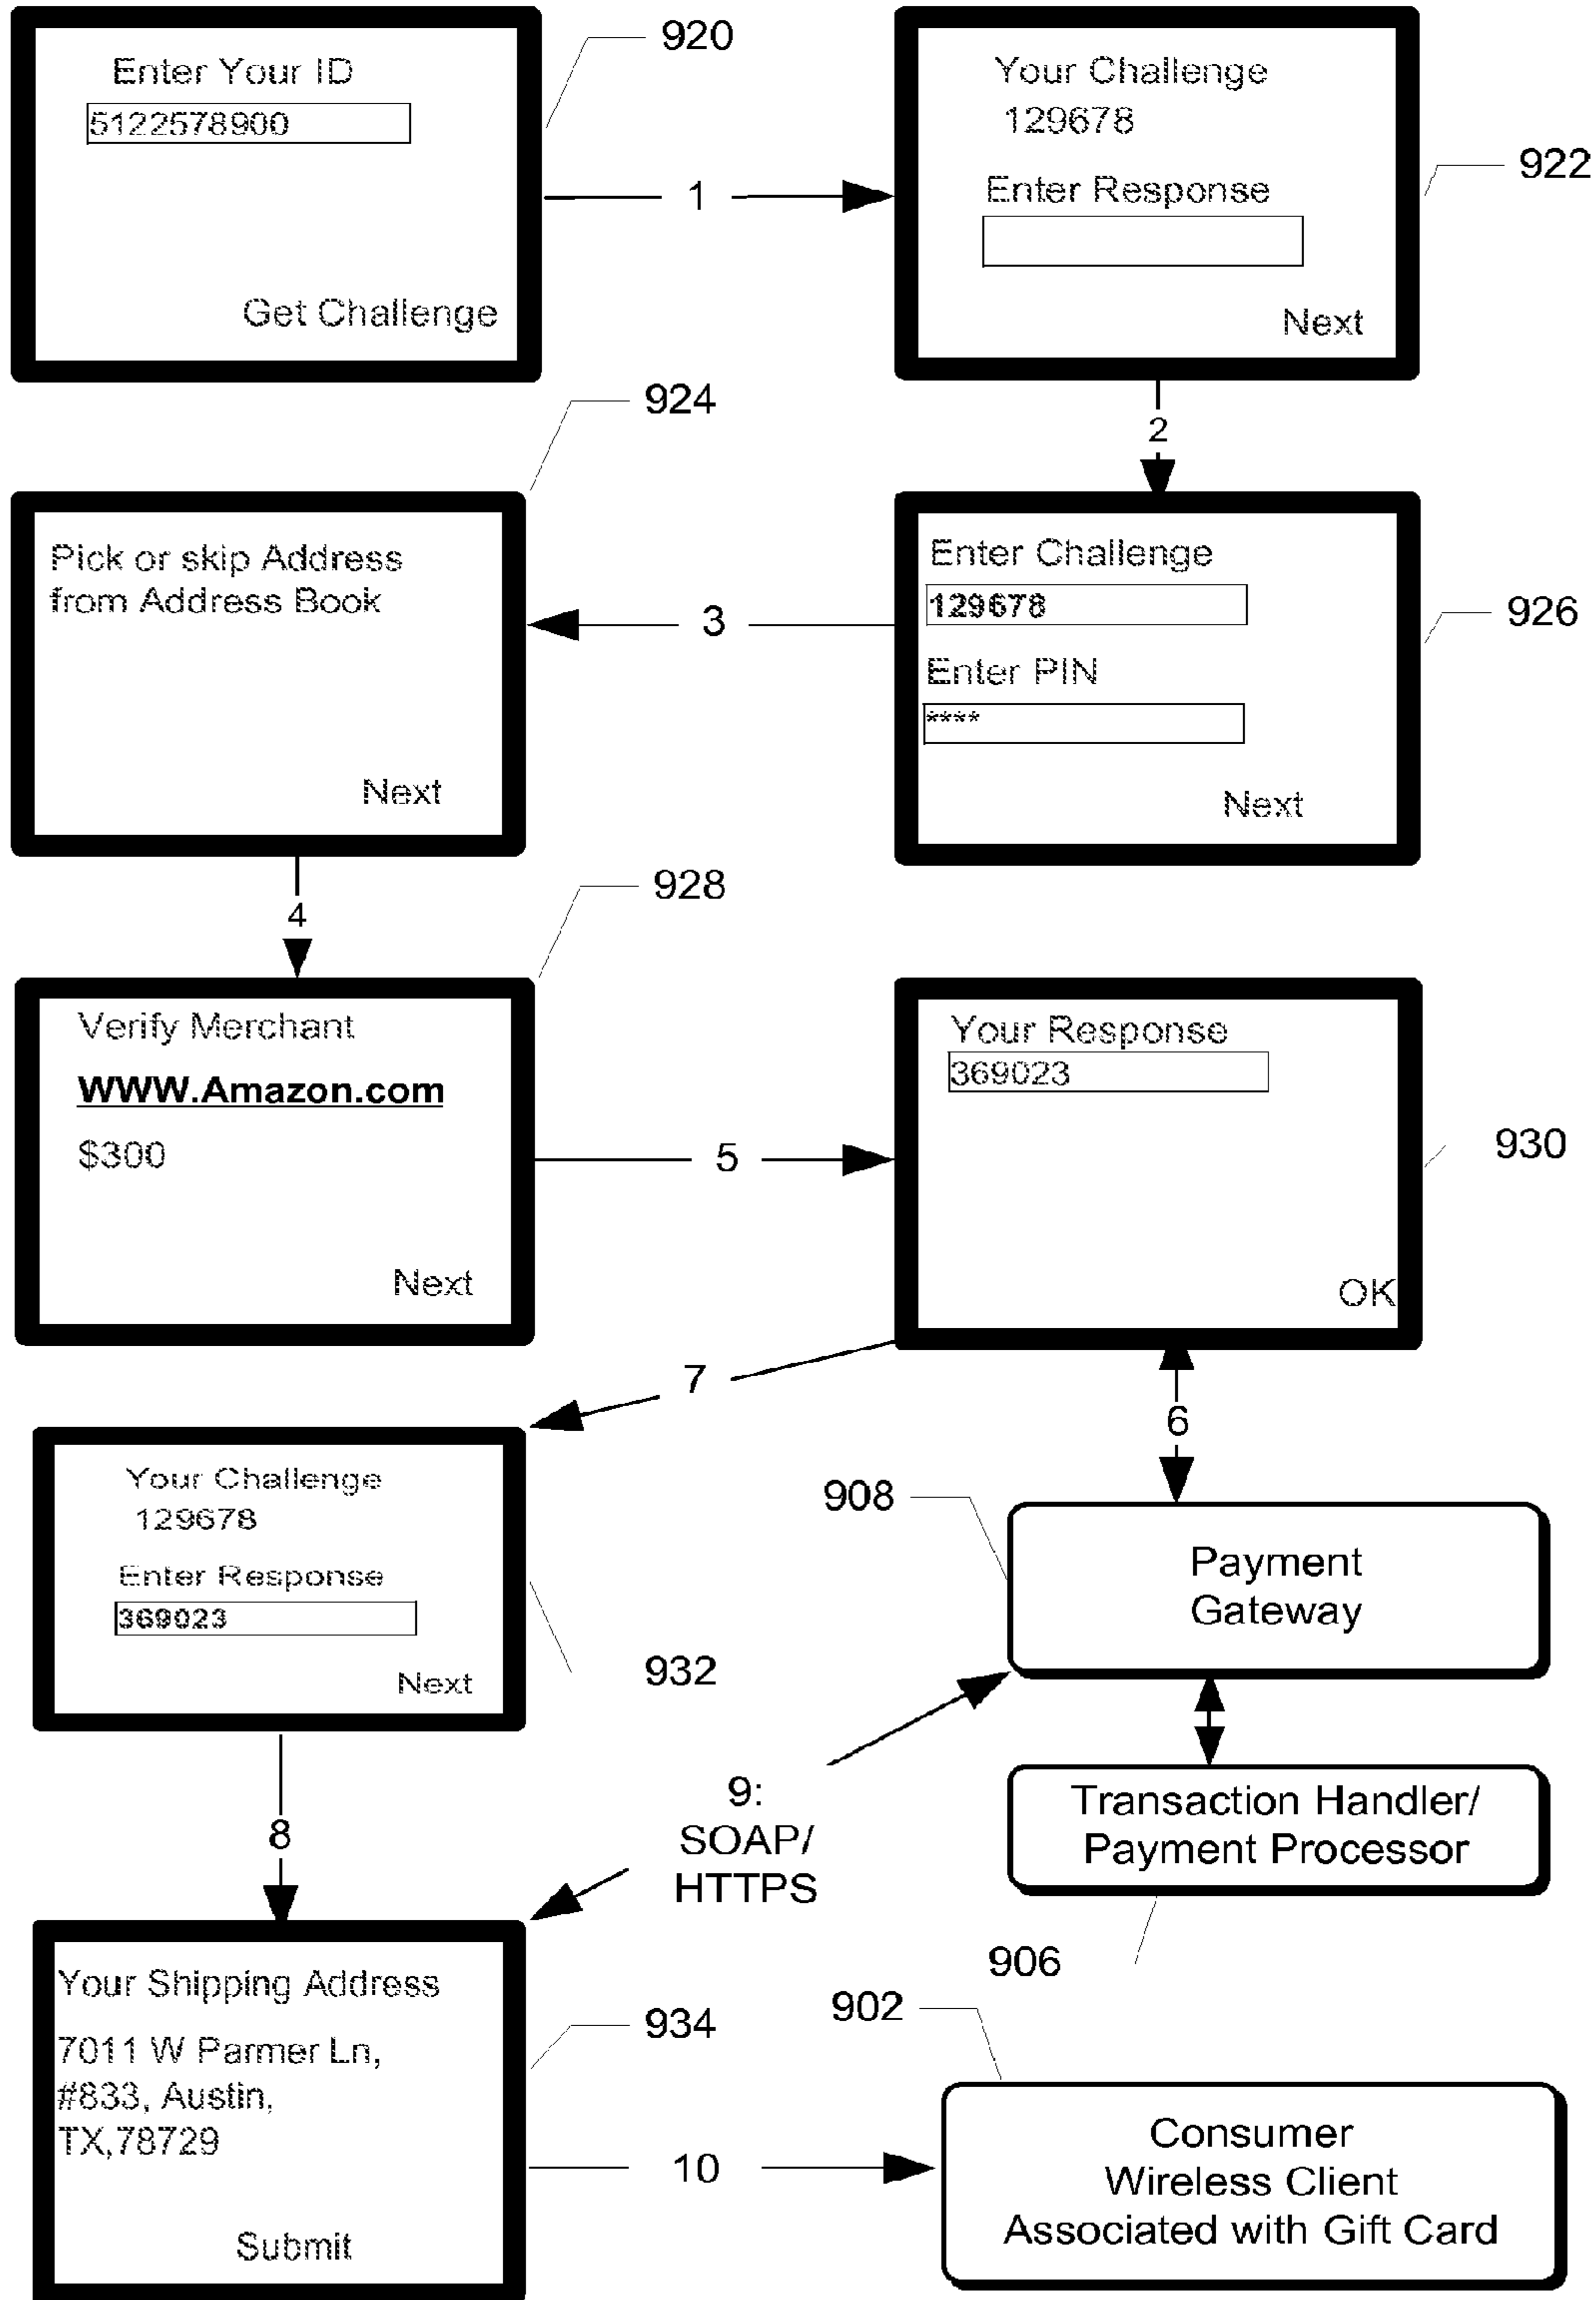 Enter Your ID
5122578900
Get Challenge
920
1
Your Challenge
129678
Enter Response
Next
922
2
924
Pick or skip Address
from Address Book
Next
3
Enter Challenge
129678
Enter PIN
****
Next
926
4
928
Verify Merchant
WWW.Amazon.com
$300
Next
5
Your Response
369023
OK
930
7
6
Your Challenge
129678
Enter Response
369023
Next
932
908
Payment
Gateway
8
9:
SOAP/
HTTPS
Transaction Handler/
Payment Processor
906
Your Shipping Address
7011 W Parmer Ln,
#833, Austin,
TX,78729
Submit
934
10
902
Consumer
Wireless Client
Associated with Gift Card